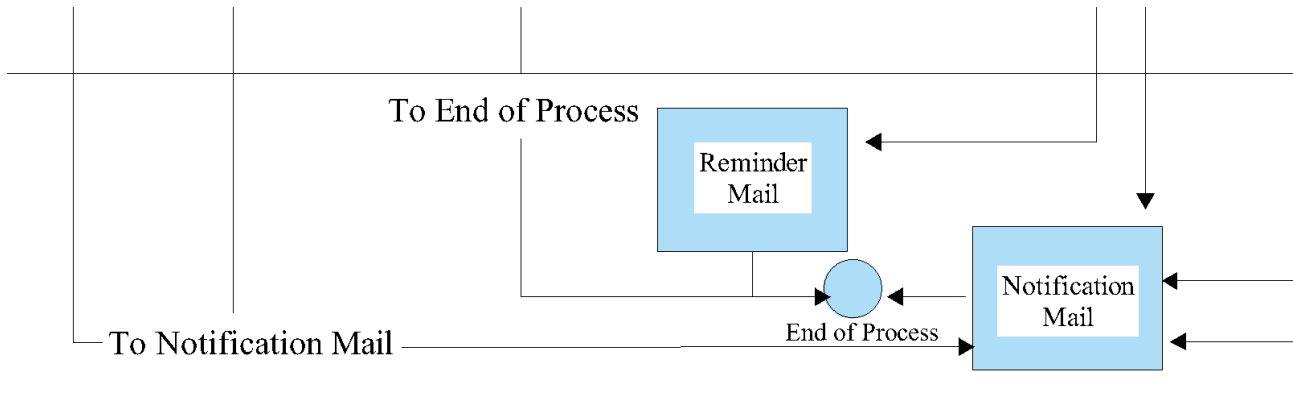 To End of Process
Reminder
Mail
Notification
Mail
End of Process
To Notification Mail